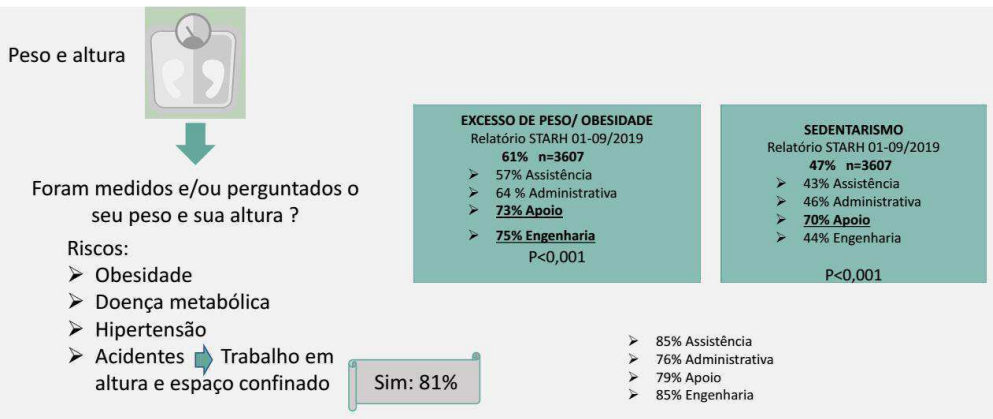 Peso e altura
Foram medidos e/ou perguntados o
seu peso e sua altura ?
Riscos:
➢ Obesidade
➢ Doença metabólica
➢ Hipertensão
➢ Acidentes Trabalho em
altura e espaço confinado
Sim: 81%
EXCESSO DE PESO/ OBESIDADE
Relatório STARH 01-09/2019
61% n=3607
➢ 57% Assistência
➢ 64 % Administrativa
➢ 73% Apoio
➢ 75% Engenharia
P<0,001
SEDENTARISMO
Relatório STARH 01-09/2019
47% n=3607
➢ 43% Assistência
➢ 46% Administrativa
➢ 70% Apoio
➢ 44% Engenharia
P<0,001
➢ 85% Assistência
➢ 76% Administrativa
➢ 79% Apoio
➢ 85% Engenharia